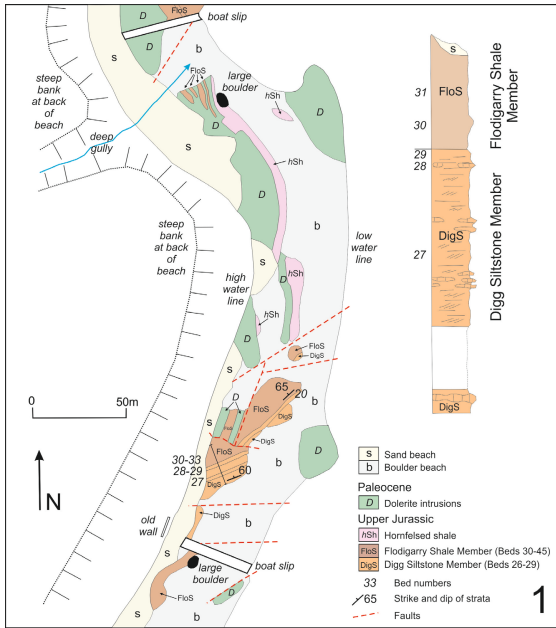 FloS
boat slip
D
S
D
b
steep
bank
at back
of
beach
FloS
large
boulder
hSh
D
deep
gully
D
hSh
S
b
steep
bank
at back
of
beach
low
water
line
S
hSh
high
water
line
D
hSh
FloS
DigS
S
0 50m
N
D
65
20
FloS
b
DigS
FloS
30-33
28-29
27
DigS
60
b
D
DigS
b
old
wall
S
large
boulder
boat slip
D
FloS
S
S
FloS
31
30
29
28
DigS
27
DigS
Flodigarry Shale
Member
Digg Siltstone Member
S Sand beach
b Boulder beach
Paleocene
D Dolerite intrusions
Upper Jurassic
hSh Hornfelsed shale
FloS Flodigarry Shale Member (Beds 30-45)
DigS Digg Siltstone Member (Beds 26-29)
33 Bed numbers
65 Strike and dip of strata
Faults
1